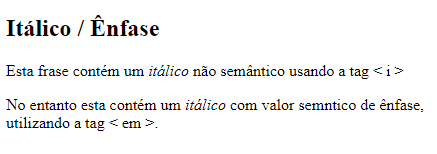 Itálico / Ênfase
Esta frase contém um itálico não semântico usando a tag < i >
No entanto esta contém um itálico com valor semntico de ênfase,
utilizando a tag < em >.